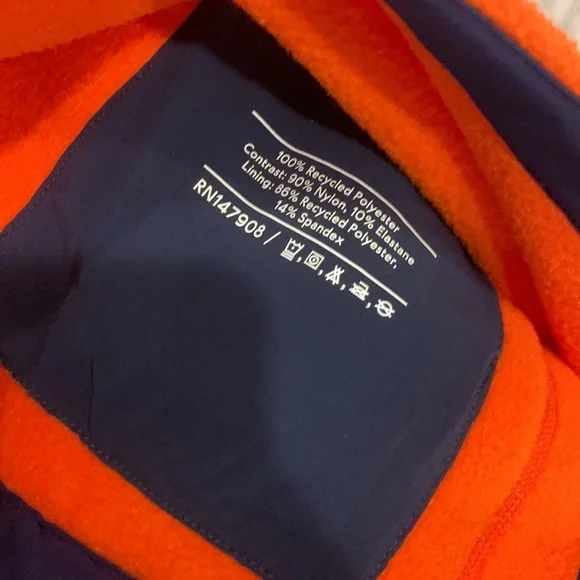 100% Recycled Polyester
Contrast: 90% Nylon, 10% Elastane
Lining: 86% Recycled Polyester,
14% Spandex
RN147908 /